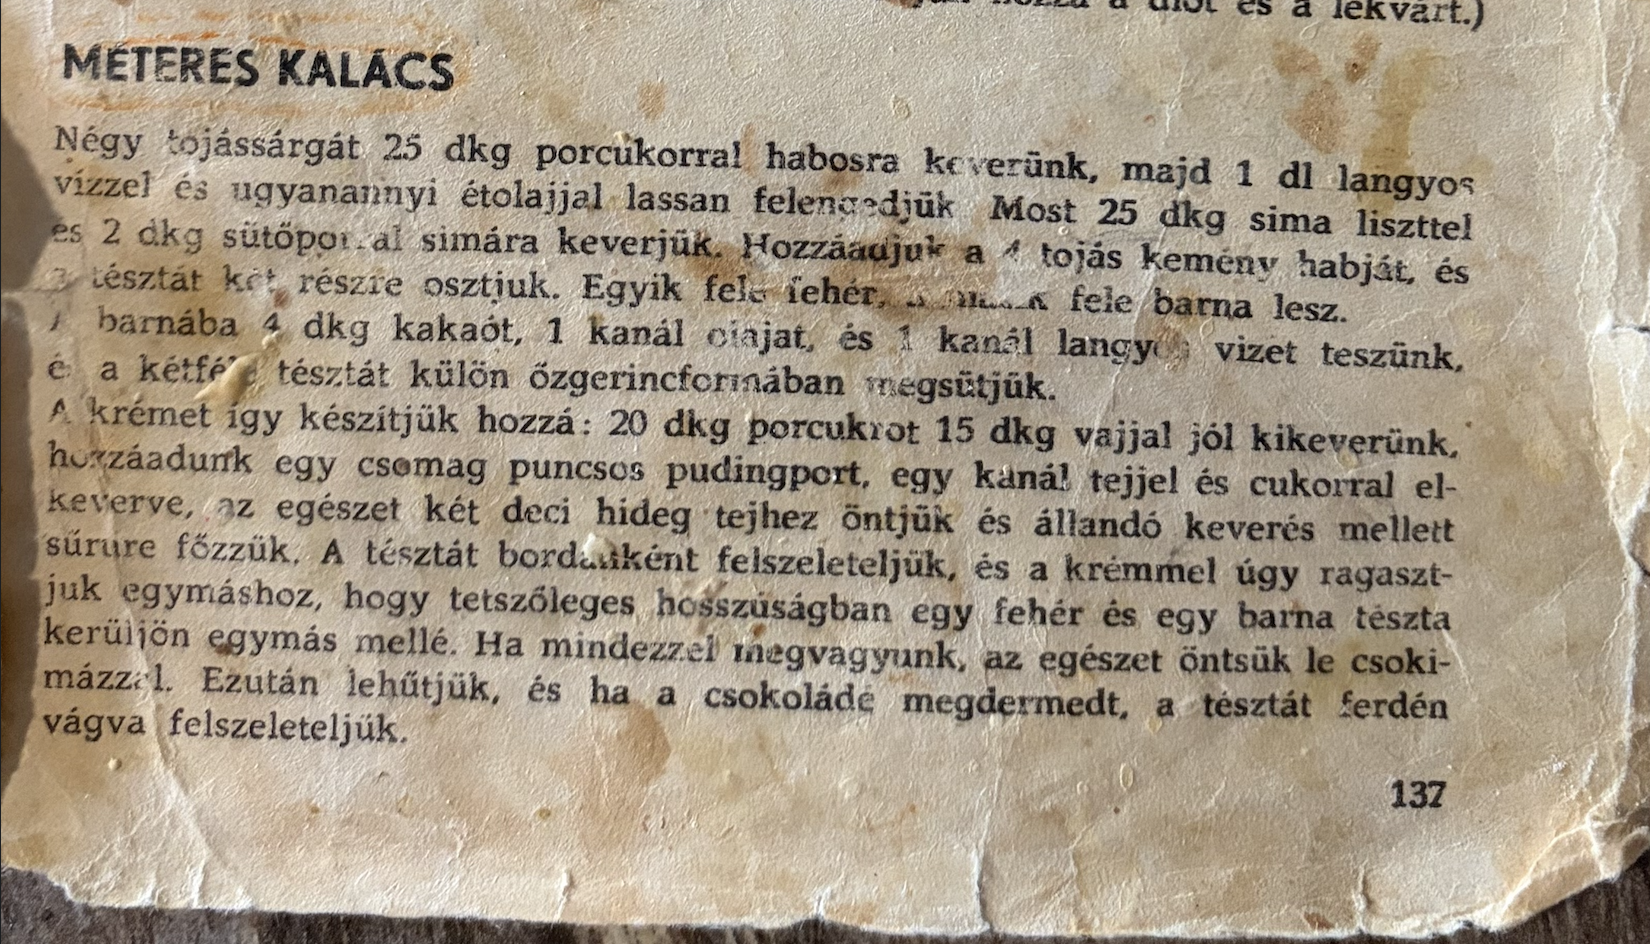 hozza a diót és a lekvárt.)
MÉTERES KALÁCS
Négy tojássárgát 25 dkg porcukorral habosra keverünk, majd 1 dl langyos
vízzel és ugyanannyi étolajjal lassan felengedjük Most 25 dkg sima liszttel
és 2 dkg sütőporral simára keverjük. Hozzáadjuk a 4 tojás kemény habját, és
a tésztát két részre osztjuk. Egyik fele fehér, a másik fele barna lesz.
A barnába 4 dkg kakaót, 1 kanál olajat, és 1 kanál langyos vizet teszünk,
és a kétféle tésztát külön őzgerincformában megsütjük.
A krémet így készítjük hozzá: 20 dkg porcukrot 15 dkg vajjal jól kikeverünk,
hozzáadunk egy csomag puncsos pudingport, egy kanál tejjel és cukorral el-
keverve, az egészet két deci hideg tejhez öntjük és állandó keverés mellett
sűrűre főzzük. A tésztát bordánként felszeleteljük, és a krémmel úgy ragaszt-
juk egymáshoz, hogy tetszőleges hosszúságban egy fehér és egy barna tészta
kerüljön egymás mellé. Ha mindezzel megvagyunk, az egészet öntsük le csoki-
mázzal. Ezután lehűtjük, és ha a csokoládé megdermedt, a tésztát ferdén
vágva felszeleteljük.
137